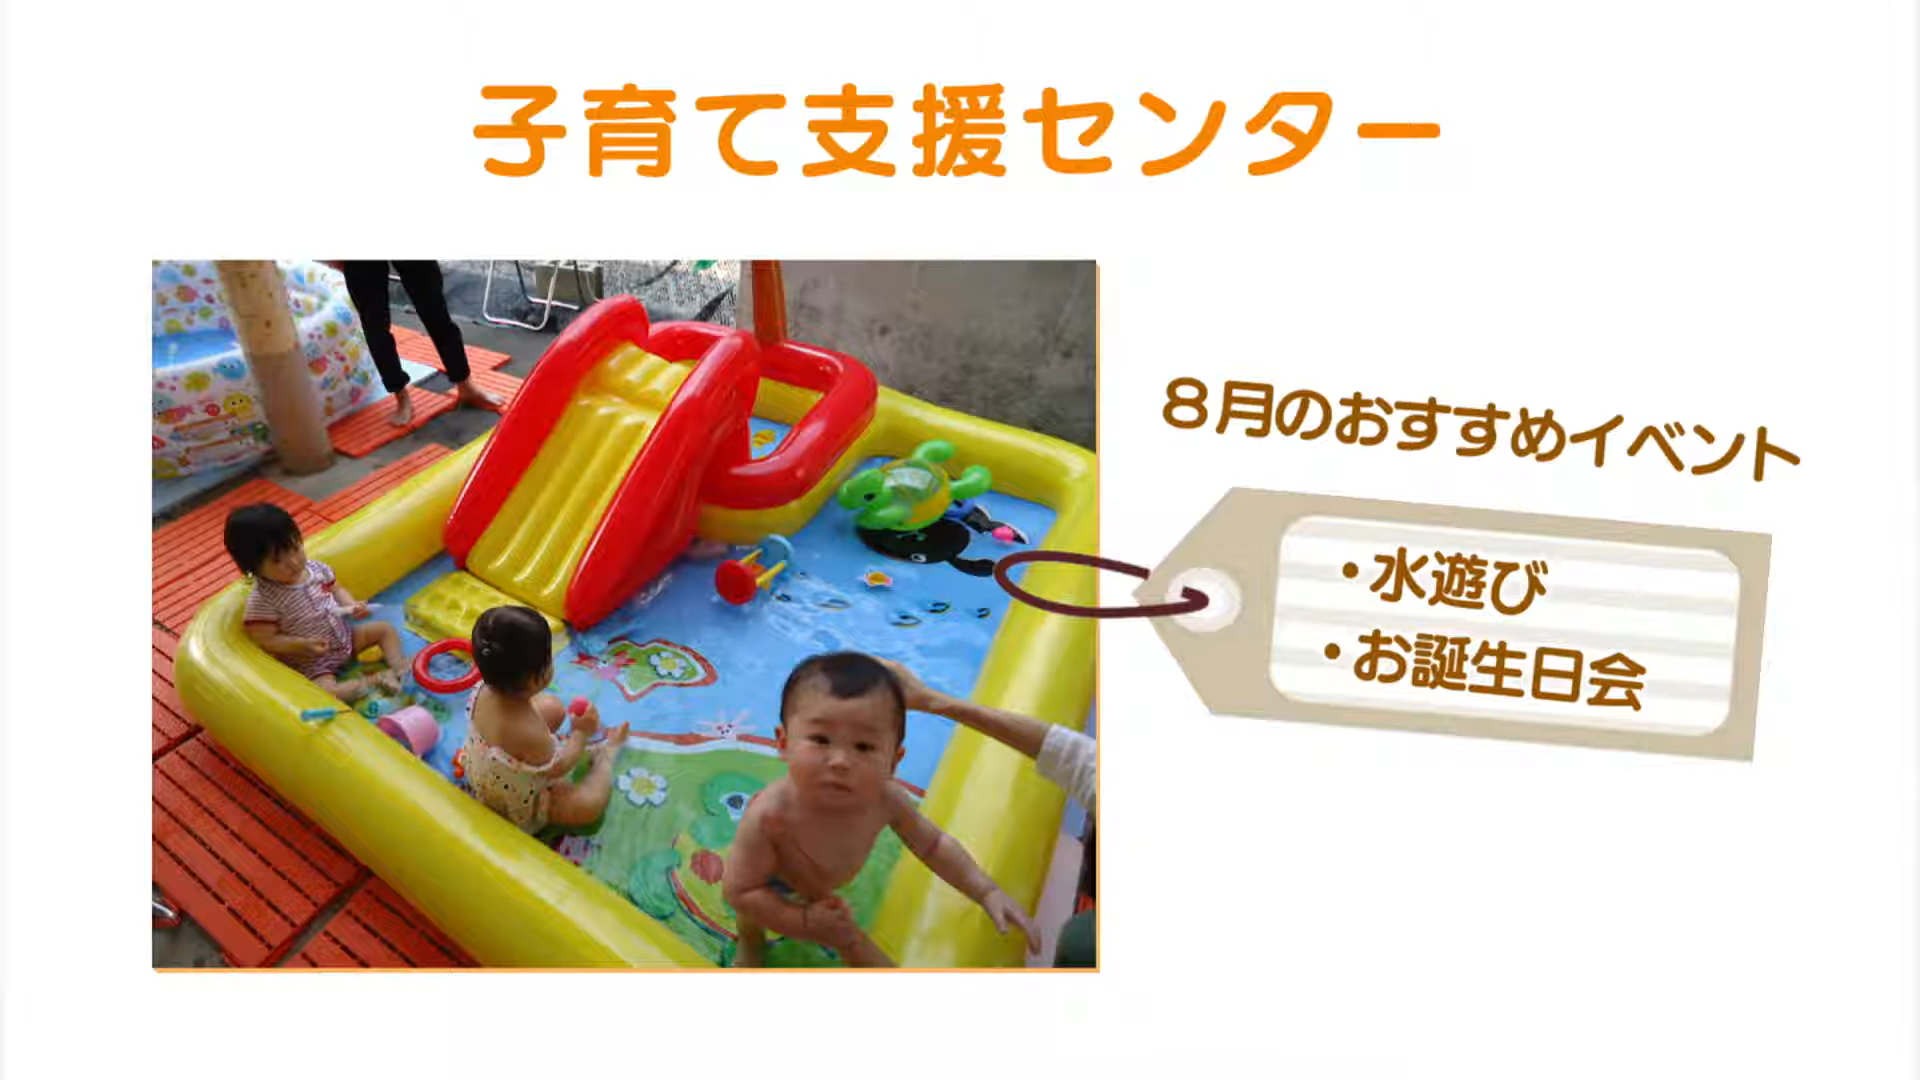 子育て支援センター
８月のおすすめイベント
・水遊び
・お誕生日会